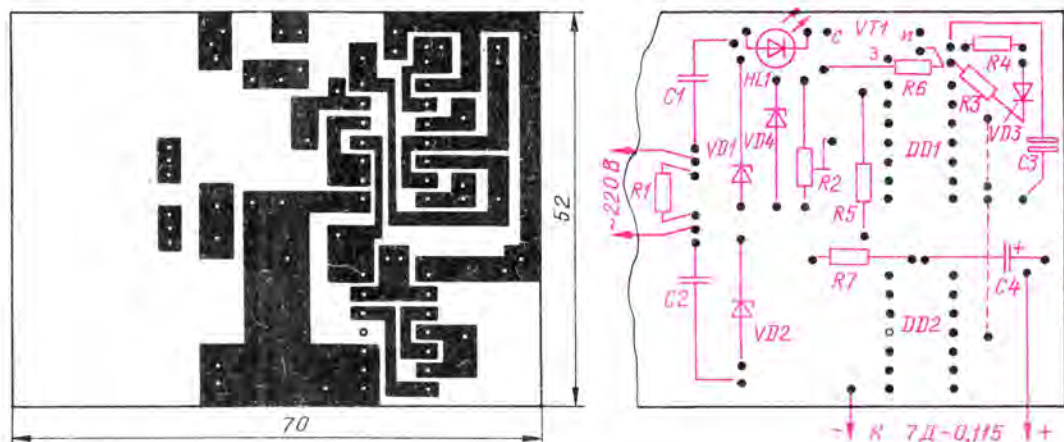 70
52
C1
HL1
с
VT1
и
з
R6
R4
R3
VD3
C3
~220 В
R1
VD1
VD4
R2
R5
DD1
C2
VD2
R7
+
C4
DD2
- К 7Д-0,115 +